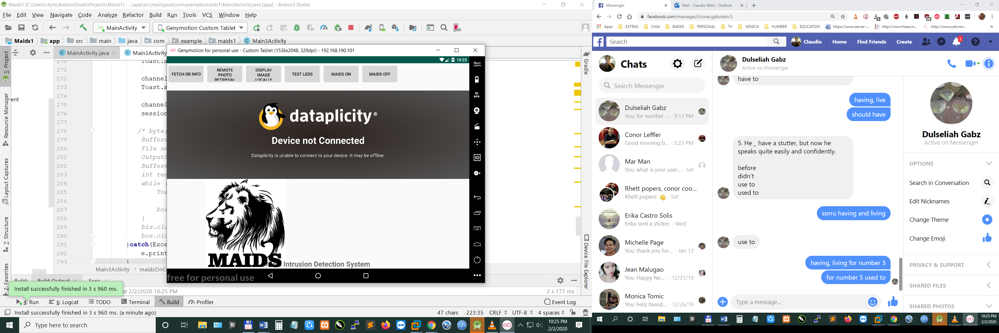 Maids1 [C:\Users\cfpm\AndroidStudioProjects\Maids1] - ...\app\src\main\java\com\example\maids1\Main3Activity.java [app] - Android Studio
File Edit View Navigate Code Analyze Refactor Build Run Tools VCS Window Help
MainActivity Genymotion Custom Tablet
Maids1 app src main java com example maids1 Main3Activity
1: Project
Resource Manager
Layout Captures
7: Structure
2: Favorites
MainActivity.java Main3Activity
ent
270 Toast.m
271
272 channel
273 Toast.m
274
275 channel
276 session
277
278 /* byte[
279 Buffere
280 File ne
281 OutputS
282 Buffere
283 int rea
284 while (
285 Toa
286
287 bos
288 }
289 bis.clo
290 bos.clo
291 }catch(Exce
292 e.print
293 }
Main3Activity › maidsOnC
Genymotion for personal use - Custom Tablet (1536x2048, 320dpi) - 192.168.190.101
10:25
FETCH DB INFO
REMOTE PHOTO RETRIEVAL
DISPLAY IMAGE LOCALLY
TEST LEDS
MAIDS ON
MAIDS OFF
dataplicity®
Device not Connected
Dataplicity is unable to connect to your device. It may be offline.
MAIDS
Intrusion Detection System
free for personal use
Open GAPPS
GPS
ID
Gradle
Device File Explorer
Build: Build Output Sync
Install successfully finished in 3 s 960 ms.
at 2/2/2020 10:25 PM
2 s 177 ms
4: Run 6: Logcat TODO Terminal Build Profiler Event Log
Install successfully finished in 3 s 960 ms. (a minute ago)
47 chars 223:35 CRLF UTF-8 4 spaces
Type here to search
10:25 PM
2/2/2020
Messenger Mail - Claudio Meis - Outlook
facebook.com/messages/t/rosel.gabutero.5
Apps EXTRAS CHAI BANKS PERSONAL TV SENECA HUMBER EDUCATION https://www.server-... http://www.freeccn... http://www.catonm...
Search Claudio Home Find Friends Create 1
Chats
Search Messenger
Dulseliah Gabz
You: for number ... · 9:13 PM
Conor Leffler
Good morning b... · 5:23 PM
Mar Man
You: what is your user... · Sat
Rhett popers, conor coo...
Rhett popers: 👋 · Sat
Erika Castro Solis
Erika sent a sticker. · Wed
Michelle Page
You: thank you for... · Jan 12
Jean Malugao
You: Happy Ne... · 12/31/19
Monica Tomic
You: Feliz Navid... · 12/26/19
Dulseliah Gabz
Active on Messenger
have to
having, live
should have
5. He _ have a stutter, but now he
speaks quite easily and confidently.
before
didn't
use to
used to
sorru having and living
use to
having, living for number 3
for number 5 used to
Type a message...
Dulseliah Gabz
Active on Messenger
OPTIONS
Search in Conversation
Edit Nicknames
Change Theme
Change Emoji
PRIVACY & SUPPORT
SHARED FILES
SHARED PHOTOS
10:25 PM
2/2/2020